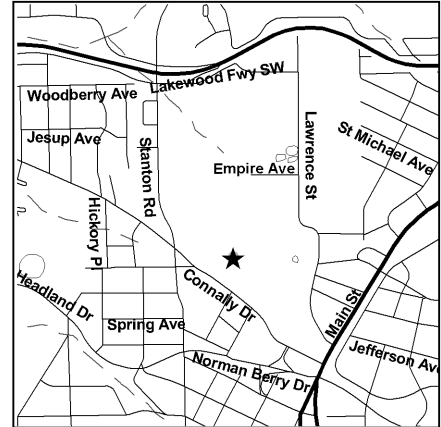 Lakewood Fwy SW
Woodberry Ave
Jesup Ave
Stanton Rd
Lawrence St
St Michael Ave
Empire Ave
Hickory Pl
Headland Dr
Connally Dr
Main St
Spring Ave
Jefferson Av
Norman Berry Dr